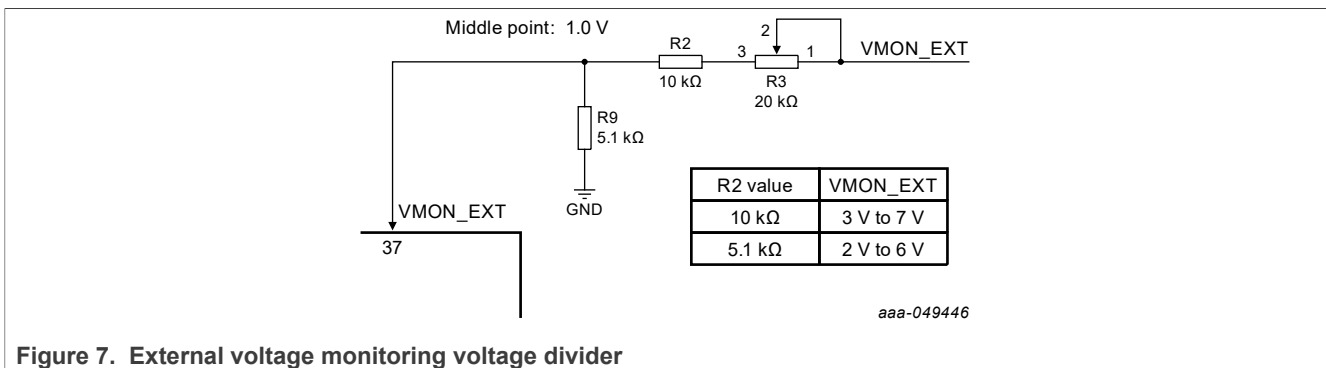 Middle point: 1.0 V
R2
10 kΩ
3
2
1
R3
20 kΩ
VMON_EXT
R9
5.1 kΩ
GND
VMON_EXT
37
R2 value VMON_EXT
10 kΩ 3 V to 7 V
5.1 kΩ 2 V to 6 V
aaa-049446
Figure 7. External voltage monitoring voltage divider